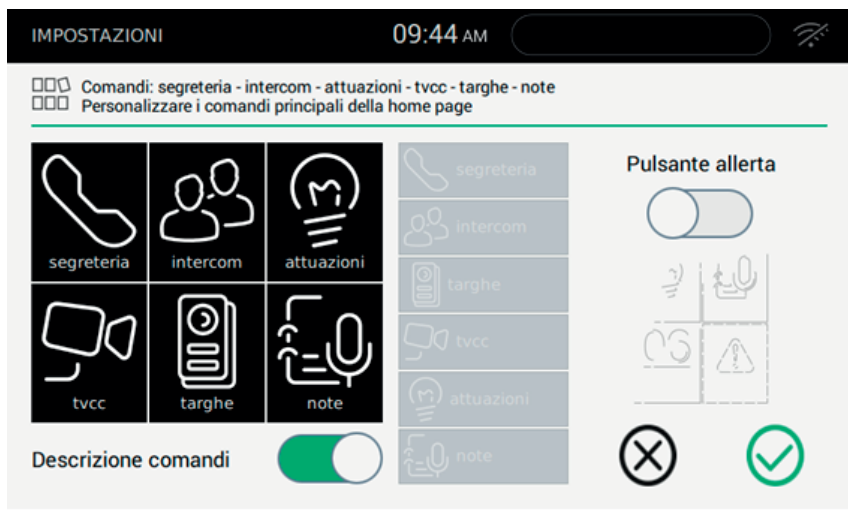 IMPOSTAZIONI
09:44 AM
Comandi: segreteria - intercom - attuazioni - tvcc - targhe - note
Personalizzare i comandi principali della home page
segreteria
intercom
attuazioni
tvcc
targhe
note
Descrizione comandi
segreteria
intercom
targhe
tvcc
attuazioni
note
Pulsante allerta